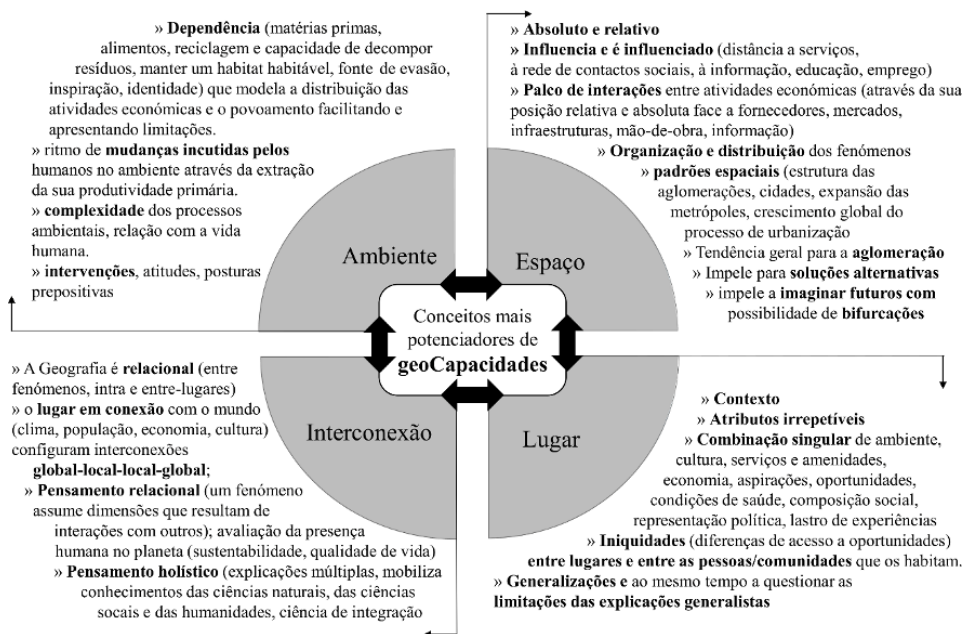 » Dependência (matérias primas,
alimentos, reciclagem e capacidade de decompor
resíduos, manter um habitat habitável, fonte de evasão,
inspiração, identidade) que modela a distribuição das
atividades económicas e o povoamento facilitando e
apresentando limitações.
» ritmo de mudanças incutidas pelos
humanos no ambiente através da extração
da sua produtividade primária.
» complexidade dos processos
ambientais, relação com a vida
humana.
» intervenções, atitudes, posturas
prepositivas
Ambiente
» Absoluto e relativo
» Influencia e é influenciado (distância a serviços,
à rede de contactos sociais, à informação, educação, emprego)
» Palco de interações entre atividades económicas (através da sua
posição relativa e absoluta face a fornecedores, mercados,
infraestruturas, mão-de-obra, informação)
» Organização e distribuição dos fenómenos
» padrões espaciais (estrutura das
aglomerações, cidades, expansão das
metrópoles, crescimento global do
processo de urbanização
» Tendência geral para a aglomeração
» Impele para soluções alternativas
» impele a imaginar futuros com
possibilidade de bifurcações
Espaço
Conceitos mais
potenciadores de
geoCapacidades
» A Geografia é relacional (entre
fenómenos, intra e entre-lugares)
» o lugar em conexão com o mundo
(clima, população, economia, cultura)
configuram interconexões
global-local-local-global;
» Pensamento relacional (um fenómeno
assume dimensões que resultam de
interações com outros); avaliação da presença
humana no planeta (sustentabilidade, qualidade de vida)
» Pensamento holístico (explicações múltiplas, mobiliza
conhecimentos das ciências naturais, das ciências
socais e das humanidades, ciência de integração
Interconexão
Lugar
» Contexto
» Atributos irrepetíveis
» Combinação singular de ambiente,
cultura, serviços e amenidades,
economia, aspirações, oportunidades,
condições de saúde, composição social,
representação política, lastro de experiências
» Iniquidades (diferenças de acesso a oportunidades)
entre lugares e entre as pessoas/comunidades que os habitam.
» Generalizações e ao mesmo tempo a questionar as
limitações das explicações generalistas